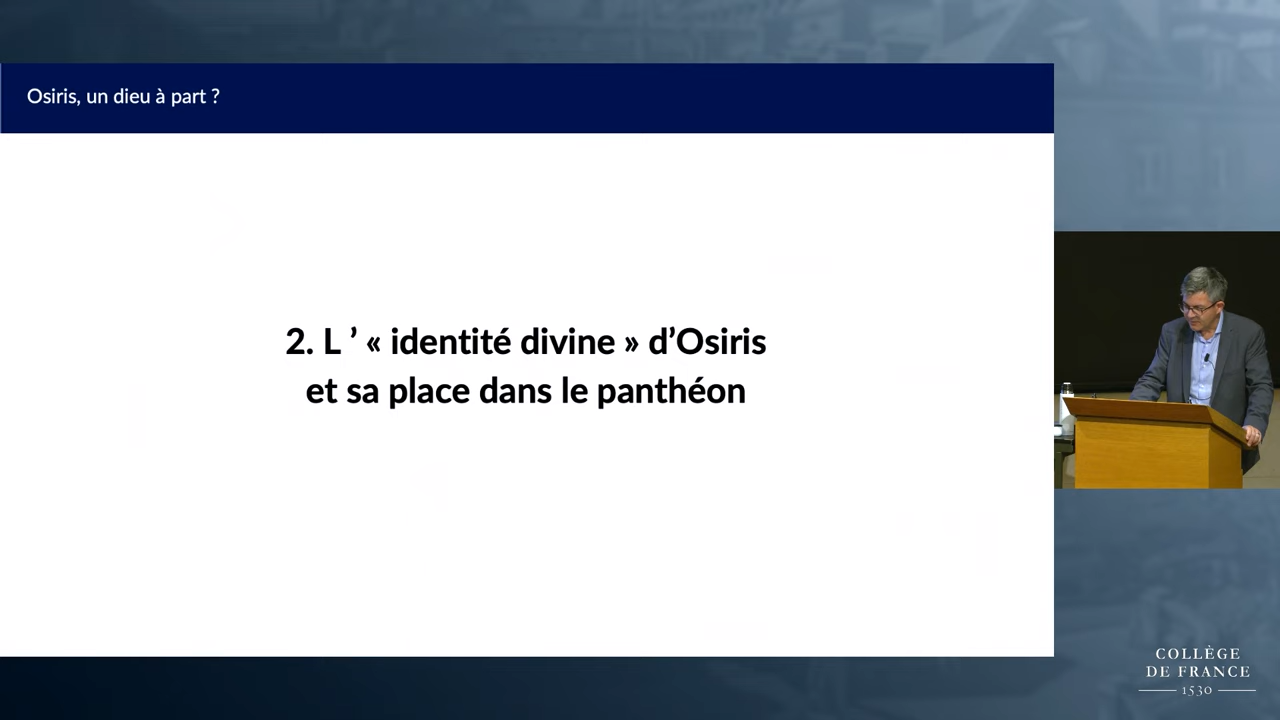 Osiris, un dieu à part ?
2. L ’ « identité divine » d’Osiris
et sa place dans le panthéon
COLLÈGE
DE FRANCE
1530